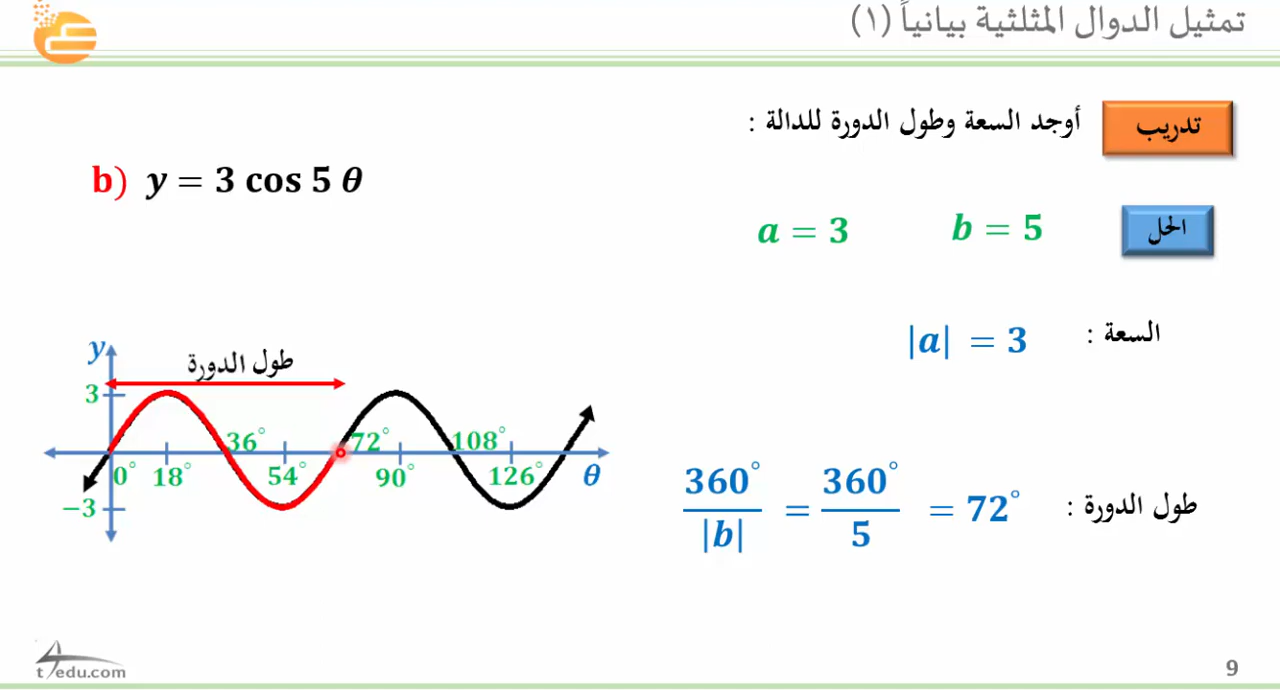 تمثيل الدوال المثلثية بيانياً (١)
تدريب
أوجد السعة وطول الدورة للدالة :
b) y = 3 cos 5 θ
الحل
a = 3 b = 5
السعة : |a| = 3
طول الدورة : 360° / |b| = 360° / 5 = 72°
y
طول الدورة
3
36° 72° 108°
0° 18° 54° 90° 126° θ
−3
t4edu.com
9